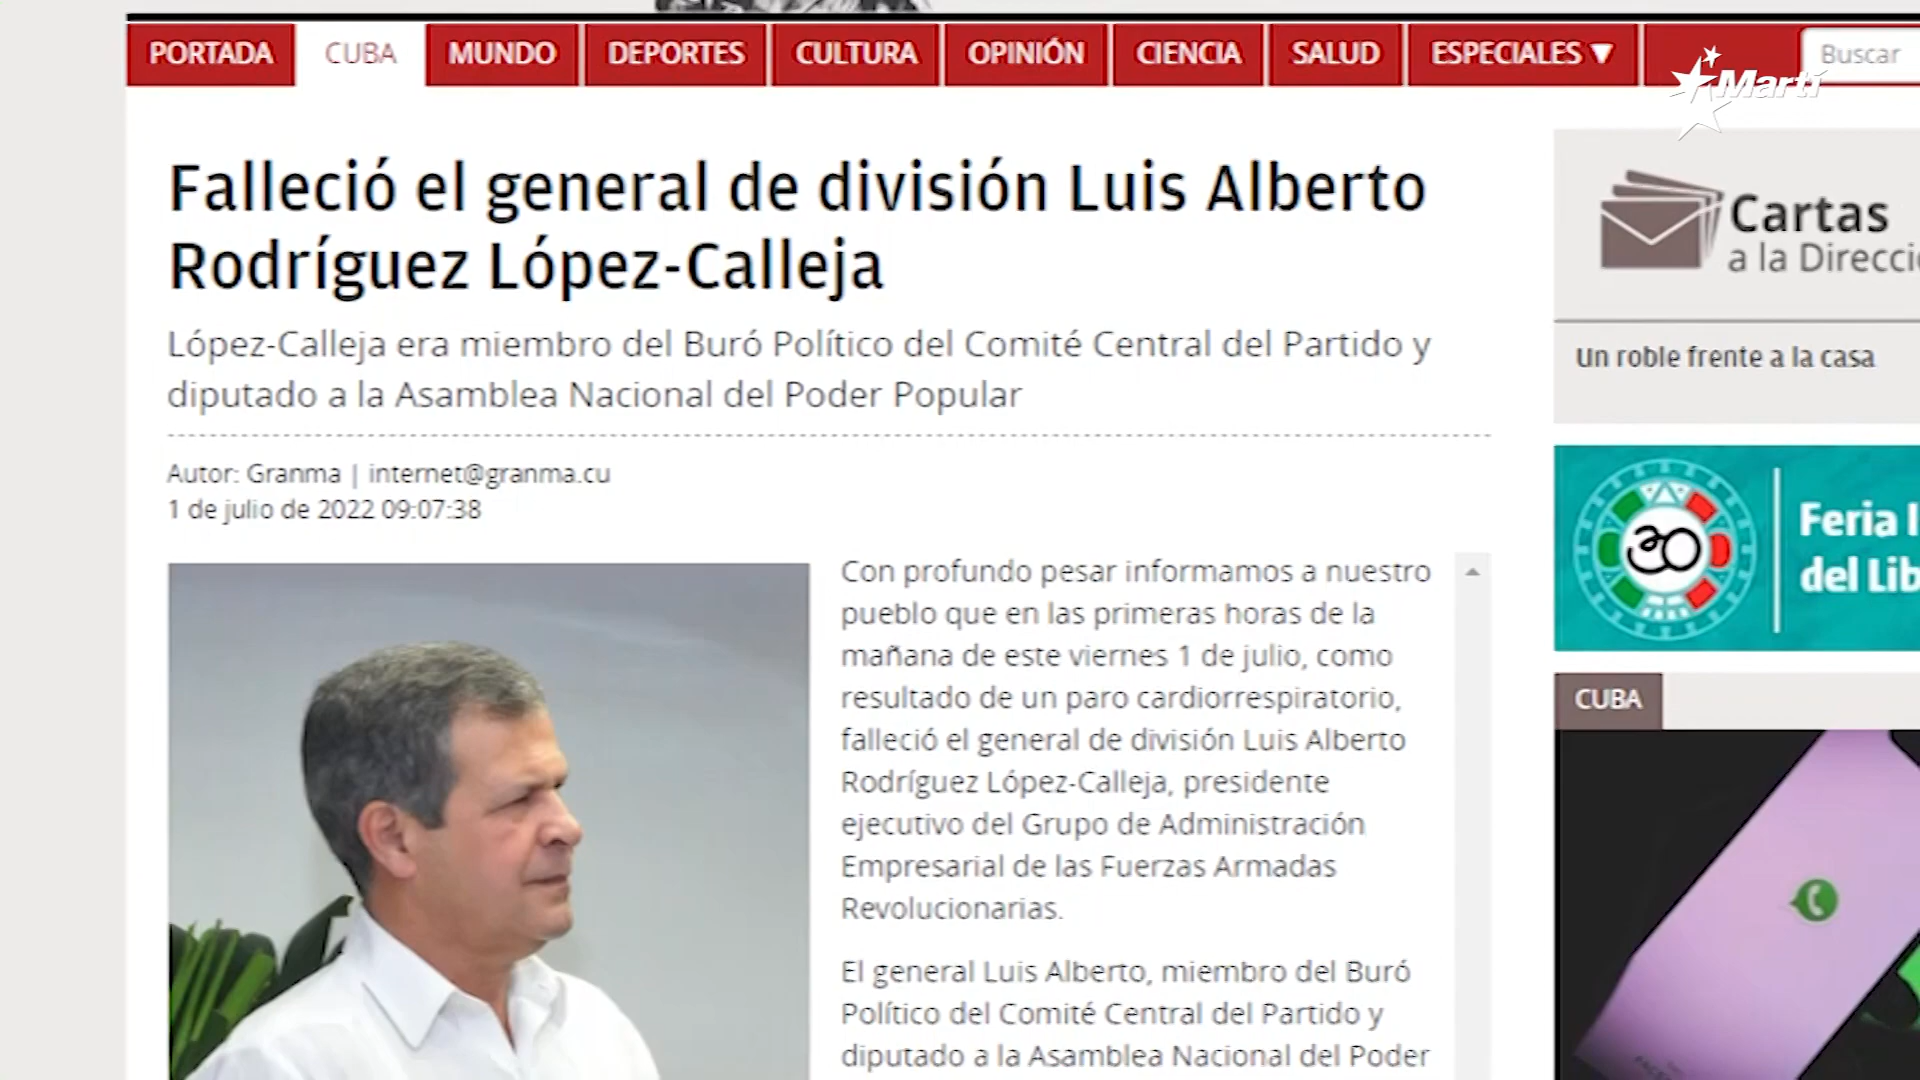 PORTADA CUBA MUNDO DEPORTES CULTURA OPINIÓN CIENCIA SALUD ESPECIALES ▼ Buscar
Martí
Falleció el general de división Luis Alberto
Rodríguez López-Calleja
López-Calleja era miembro del Buró Político del Comité Central del Partido y
diputado a la Asamblea Nacional del Poder Popular
Autor: Granma | internet@granma.cu
1 de julio de 2022 09:07:38
Con profundo pesar informamos a nuestro
pueblo que en las primeras horas de la
mañana de este viernes 1 de julio, como
resultado de un paro cardiorrespiratorio,
falleció el general de división Luis Alberto
Rodríguez López-Calleja, presidente
ejecutivo del Grupo de Administración
Empresarial de las Fuerzas Armadas
Revolucionarias.
El general Luis Alberto, miembro del Buró
Político del Comité Central del Partido y
diputado a la Asamblea Nacional del Poder
Cartas
a la Direcci
Un roble frente a la casa
30
Feria
del Lib
CUBA